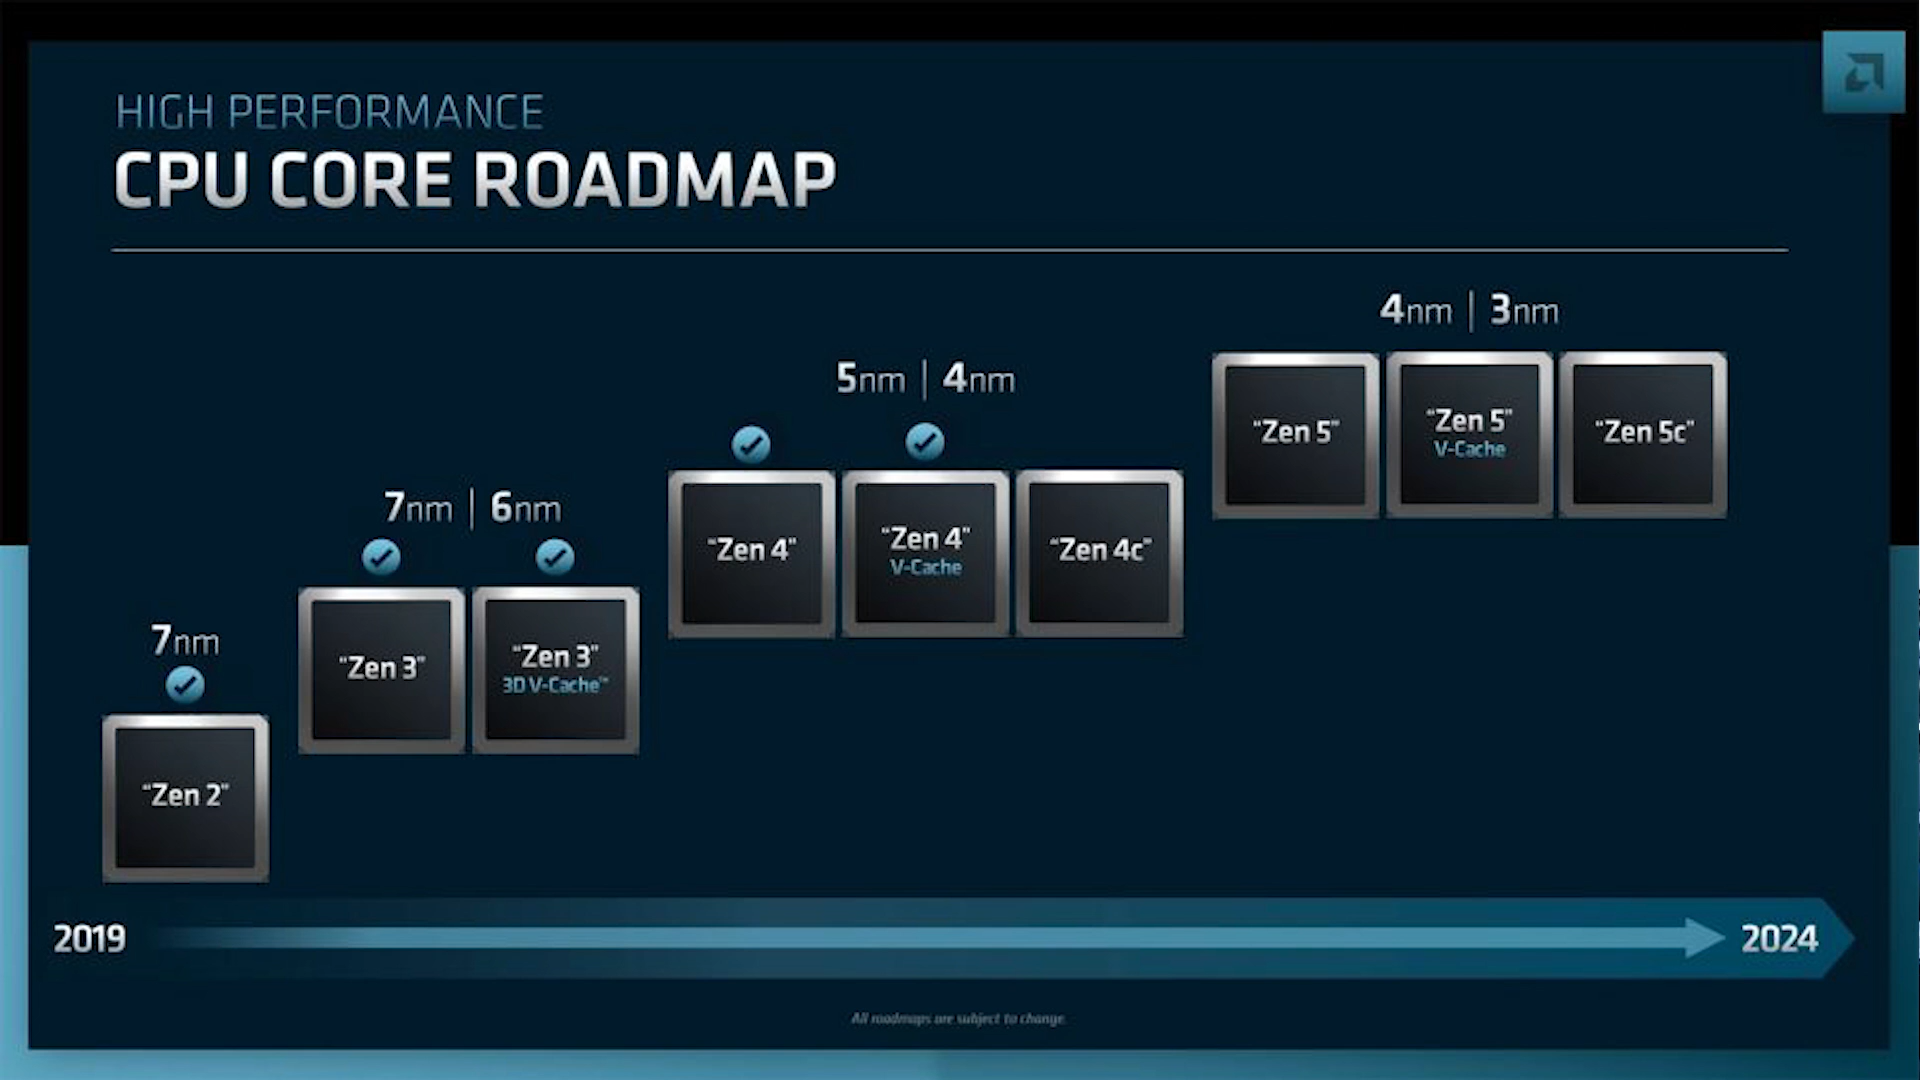 HIGH PERFORMANCE
CPU CORE ROADMAP
7nm
"Zen 2"
7nm | 6nm
"Zen 3"
"Zen 3"
3D V-Cache™
5nm | 4nm
"Zen 4"
"Zen 4"
V-Cache
"Zen 4c"
4nm | 3nm
"Zen 5"
"Zen 5"
V-Cache
"Zen 5c"
2019
2024
All roadmaps are subject to change.